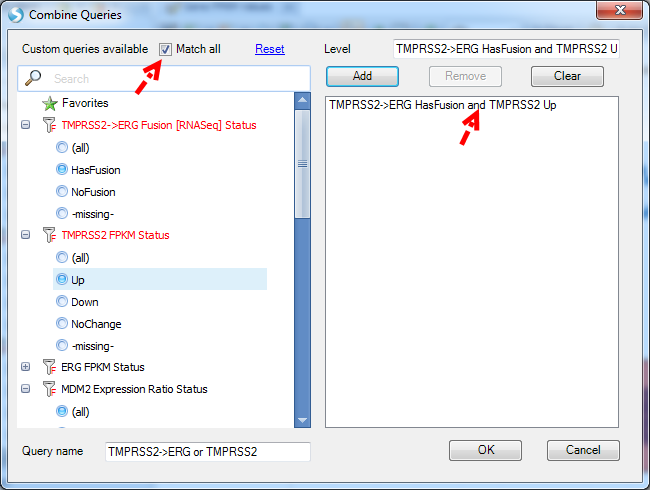 Combine Queries
Custom queries available
Match all
Reset
Level
TMPRSS2->ERG HasFusion and TMPRSS2 U
Search
Add
Remove
Clear
Favorites
TMPRSS2->ERG Fusion [RNASeq] Status
(all)
HasFusion
NoFusion
-missing-
TMPRSS2 FPKM Status
(all)
Up
Down
NoChange
-missing-
ERG FPKM Status
MDM2 Expression Ratio Status
(all)
TMPRSS2->ERG HasFusion and TMPRSS2 Up
Query name
TMPRSS2->ERG or TMPRSS2
OK
Cancel